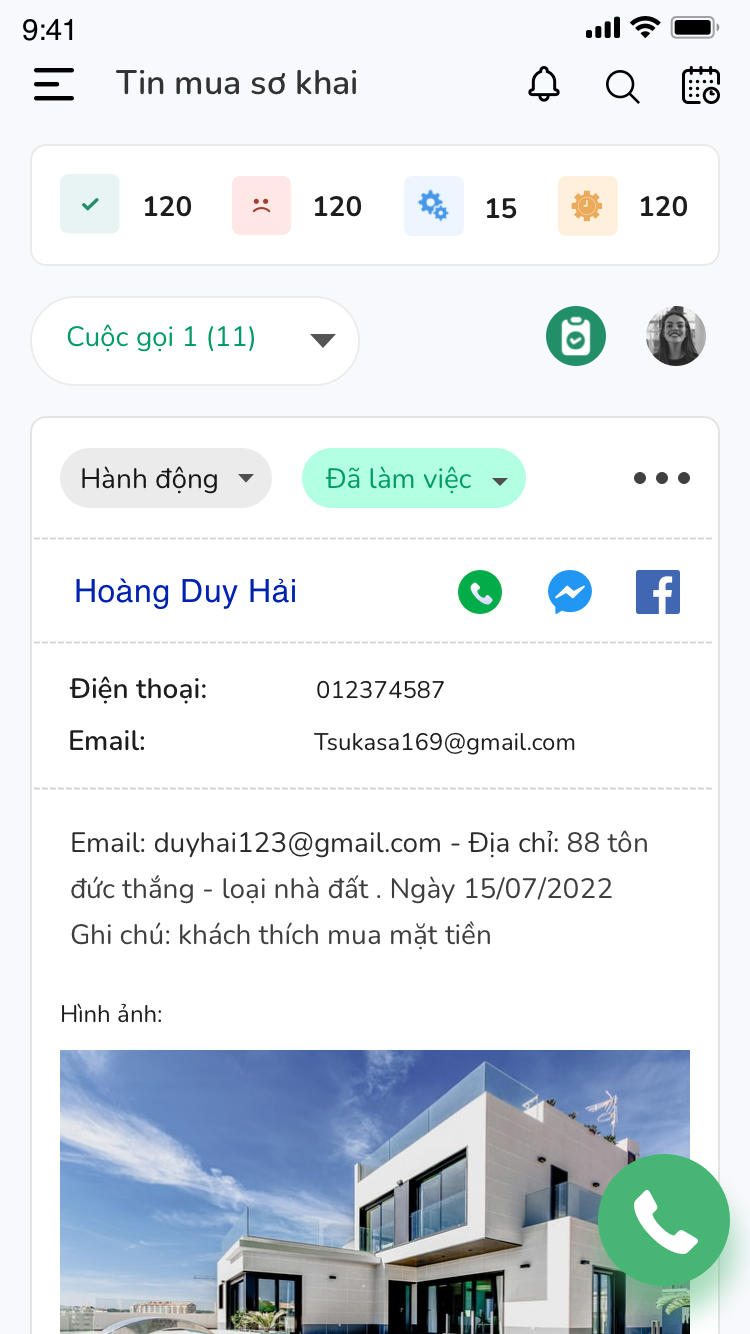 9:41
Tin mua sơ khai
120 120 15 120
Cuộc gọi 1 (11)
Hành động Đã làm việc
Hoàng Duy Hải
Điện thoại: 012374587
Email: Tsukasa169@gmail.com
Email: duyhai123@gmail.com - Địa chỉ: 88 tôn
đức thắng - loại nhà đất . Ngày 15/07/2022
Ghi chú: khách thích mua mặt tiền
Hình ảnh: